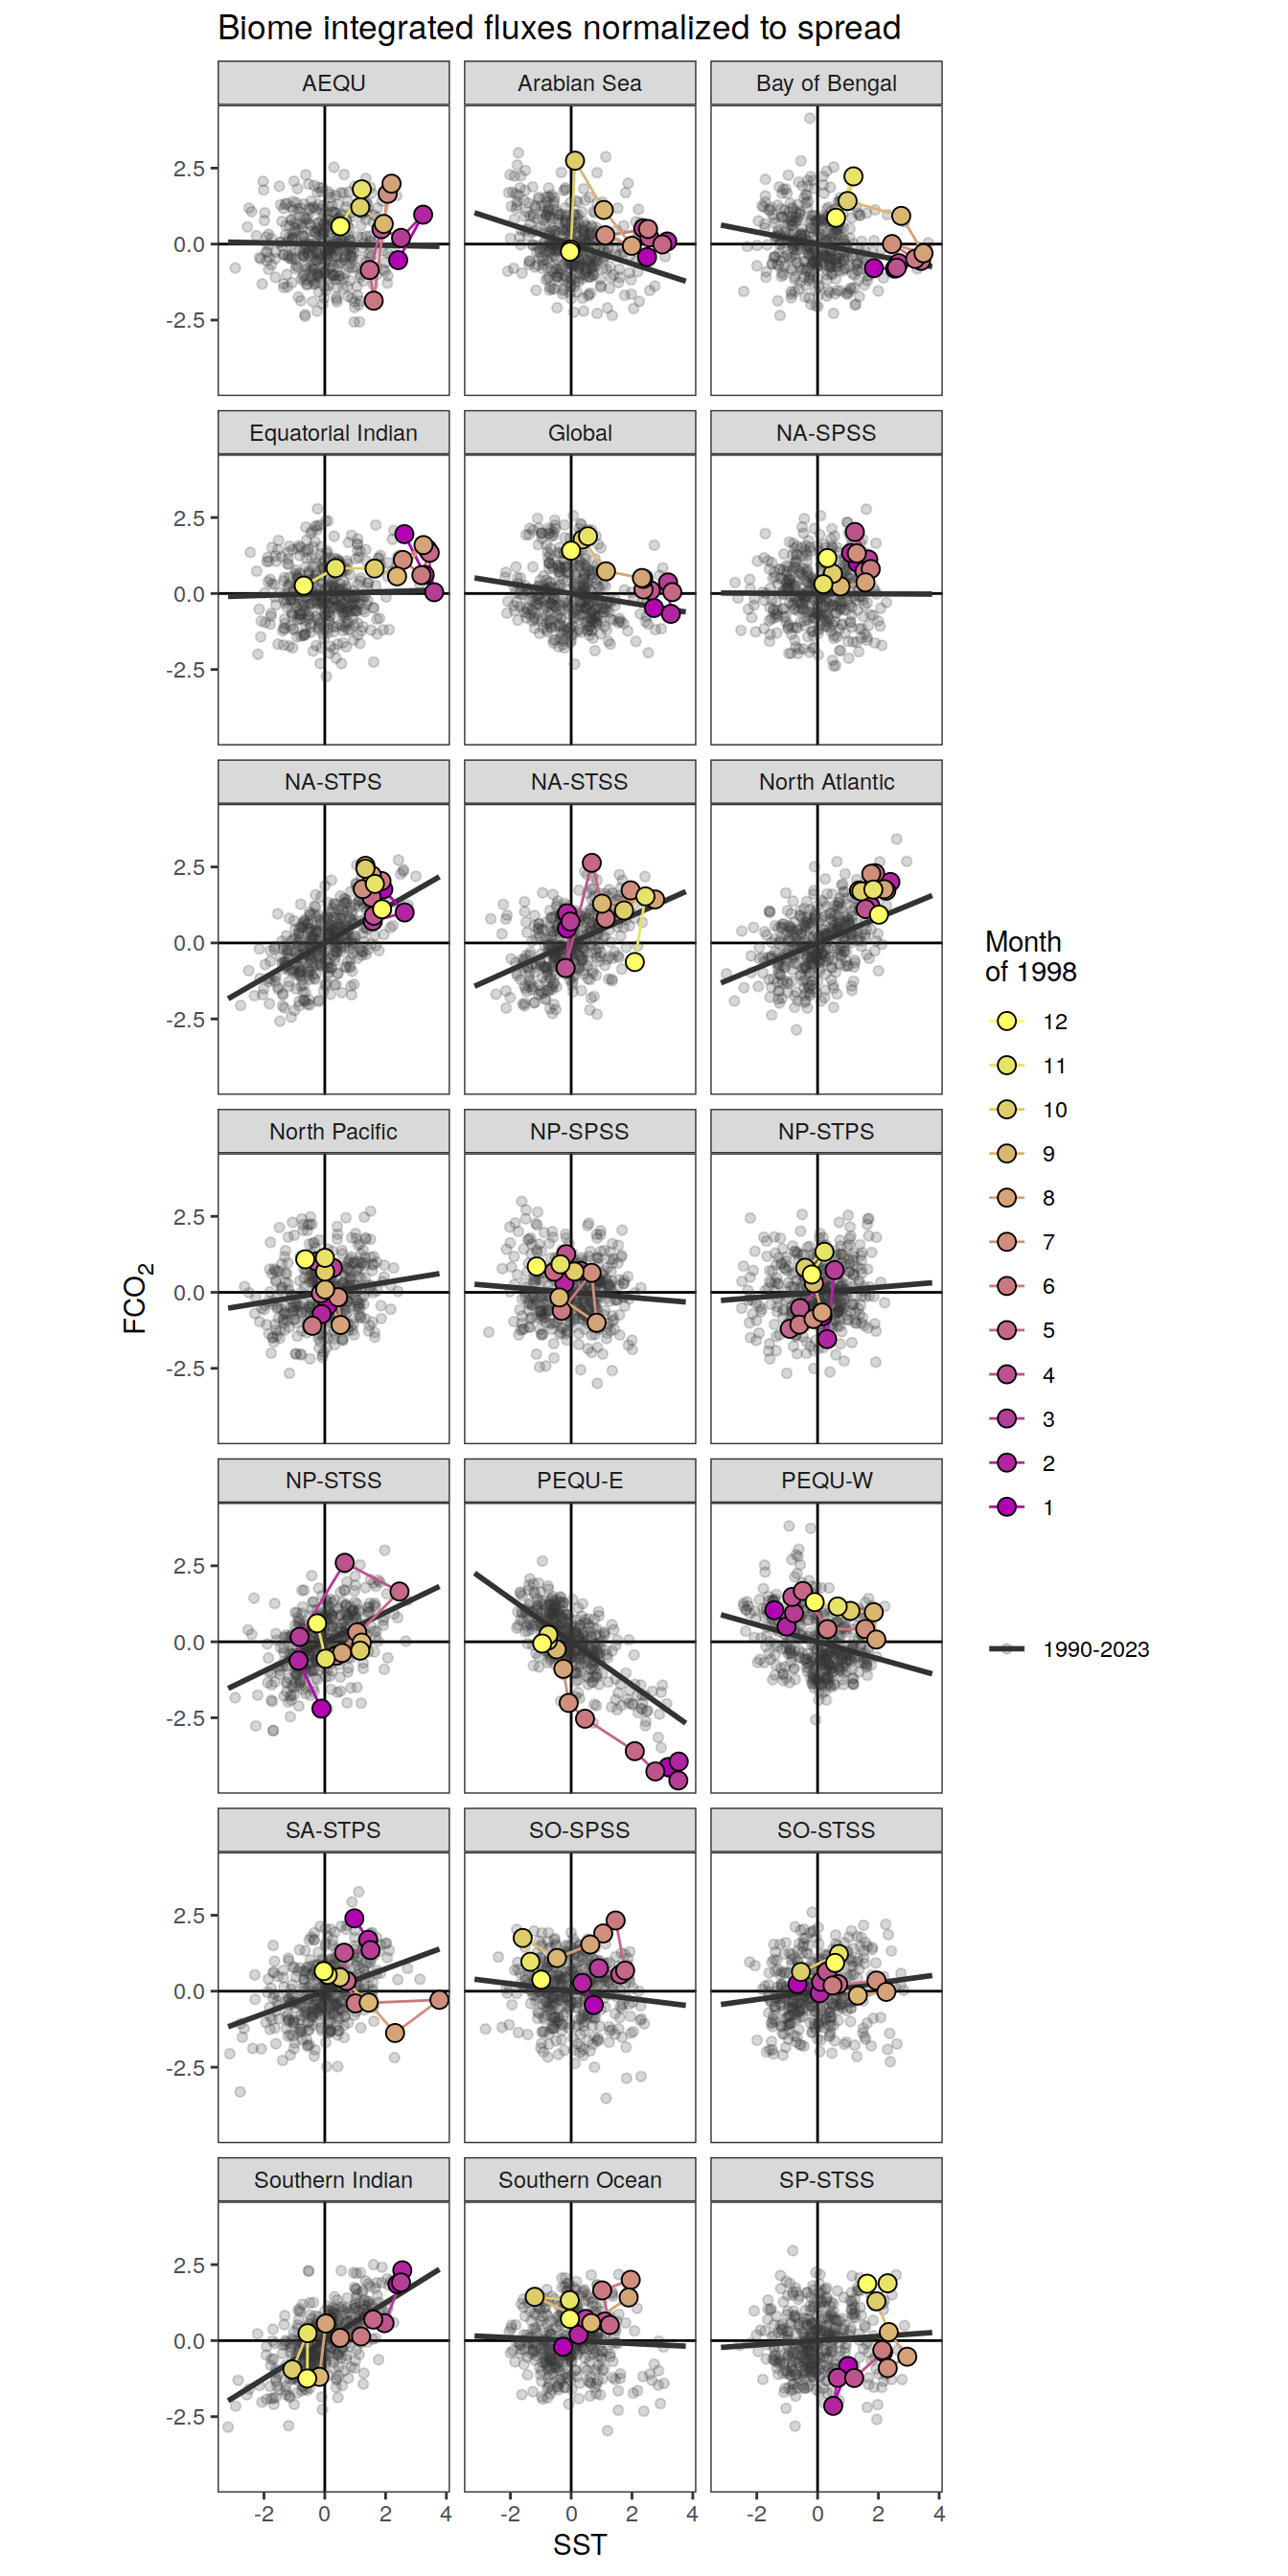 Biome integrated fluxes normalized to spread
AEQU
Arabian Sea
Bay of Bengal
2.5
0.0
-2.5
Equatorial Indian
Global
NA-SPSS
2.5
0.0
-2.5
NA-STPS
NA-STSS
North Atlantic
2.5
0.0
-2.5
North Pacific
NP-SPSS
NP-STPS
2.5
0.0
-2.5
NP-STSS
PEQU-E
PEQU-W
2.5
0.0
-2.5
SA-STPS
SO-SPSS
SO-STSS
2.5
0.0
-2.5
Southern Indian
Southern Ocean
SP-STSS
2.5
0.0
-2.5
-2 0 2 4
-2 0 2 4
-2 0 2 4
SST
FCO₂
Month
of 1998
12
11
10
9
8
7
6
5
4
3
2
1
1990-2023